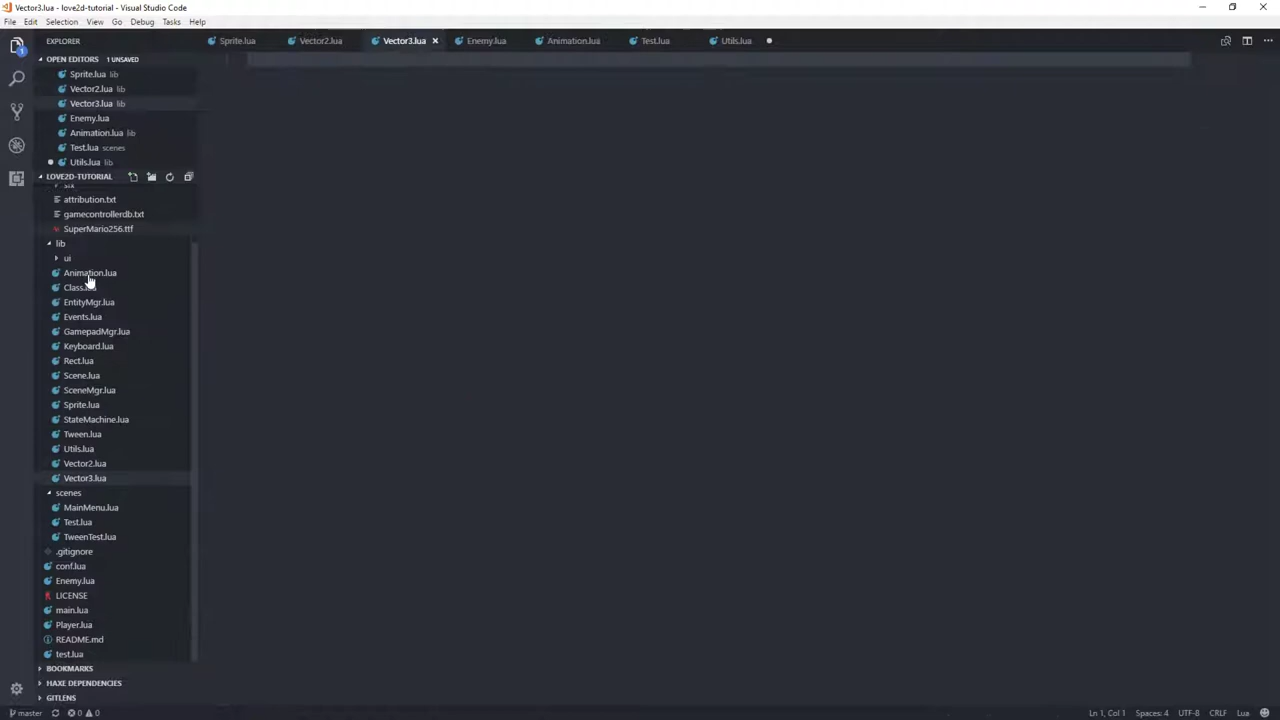 Vector3.lua - love2d-tutorial - Visual Studio Code
File Edit Selection View Go Debug Tasks Help
EXPLORER
Sprite.lua Vector2.lua Vector3.lua × Enemy.lua Animation.lua Test.lua Utils.lua
OPEN EDITORS 1 UNSAVED
Sprite.lua lib
Vector2.lua lib
Vector3.lua lib
Enemy.lua
Animation.lua lib
Test.lua scenes
Utils.lua lib
LOVE2D-TUTORIAL
attribution.txt
gamecontrollerdb.txt
SuperMario256.ttf
lib
ui
Animation.lua
EntityMgr.lua
Events.lua
GamepadMgr.lua
Keyboard.lua
Rect.lua
Scene.lua
SceneMgr.lua
Sprite.lua
StateMachine.lua
Tween.lua
Utils.lua
Vector2.lua
Vector3.lua
scenes
MainMenu.lua
Test.lua
TweenTest.lua
.gitignore
conf.lua
Enemy.lua
LICENSE
main.lua
Player.lua
README.md
test.lua
BOOKMARKS
HAXE DEPENDENCIES
GITLENS
master 0 0 Ln 1, Col 1 Spaces: 4 UTF-8 CRLF Lua